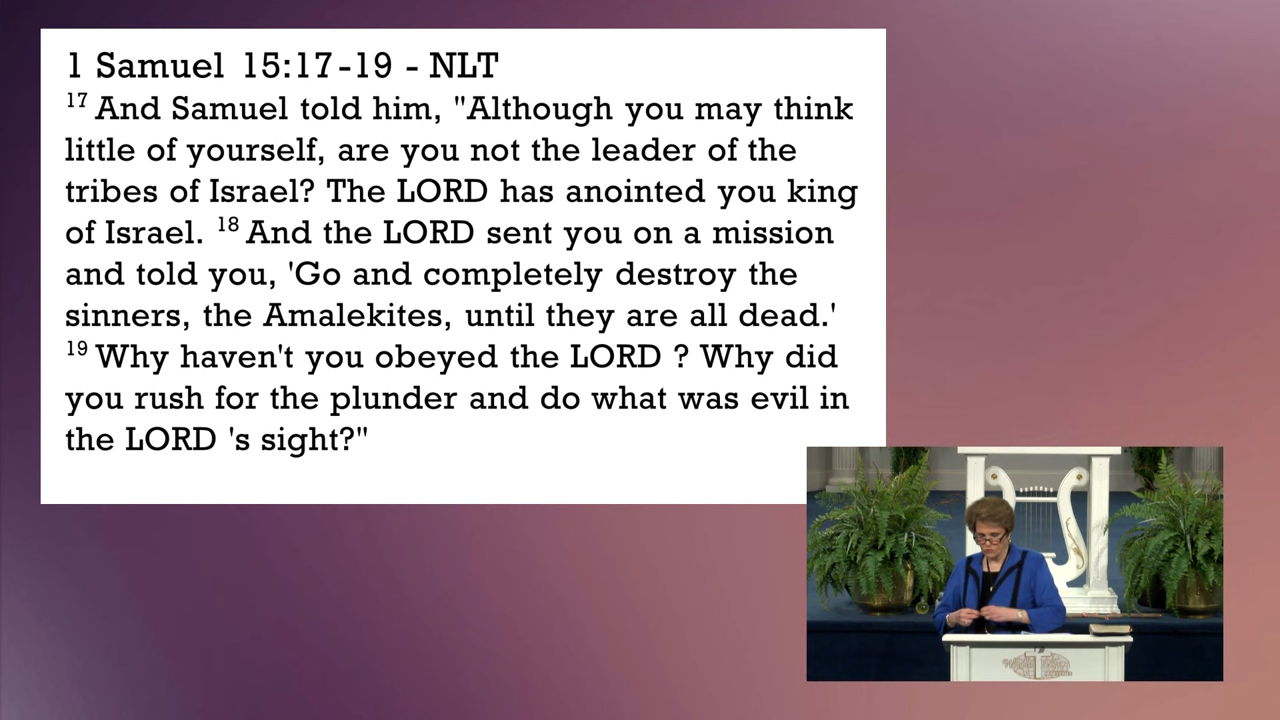 1 Samuel 15:17-19 - NLT
17 And Samuel told him, "Although you may think
little of yourself, are you not the leader of the
tribes of Israel? The LORD has anointed you king
of Israel. 18 And the LORD sent you on a mission
and told you, 'Go and completely destroy the
sinners, the Amalekites, until they are all dead.'
19 Why haven't you obeyed the LORD ? Why did
you rush for the plunder and do what was evil in
the LORD 's sight?"